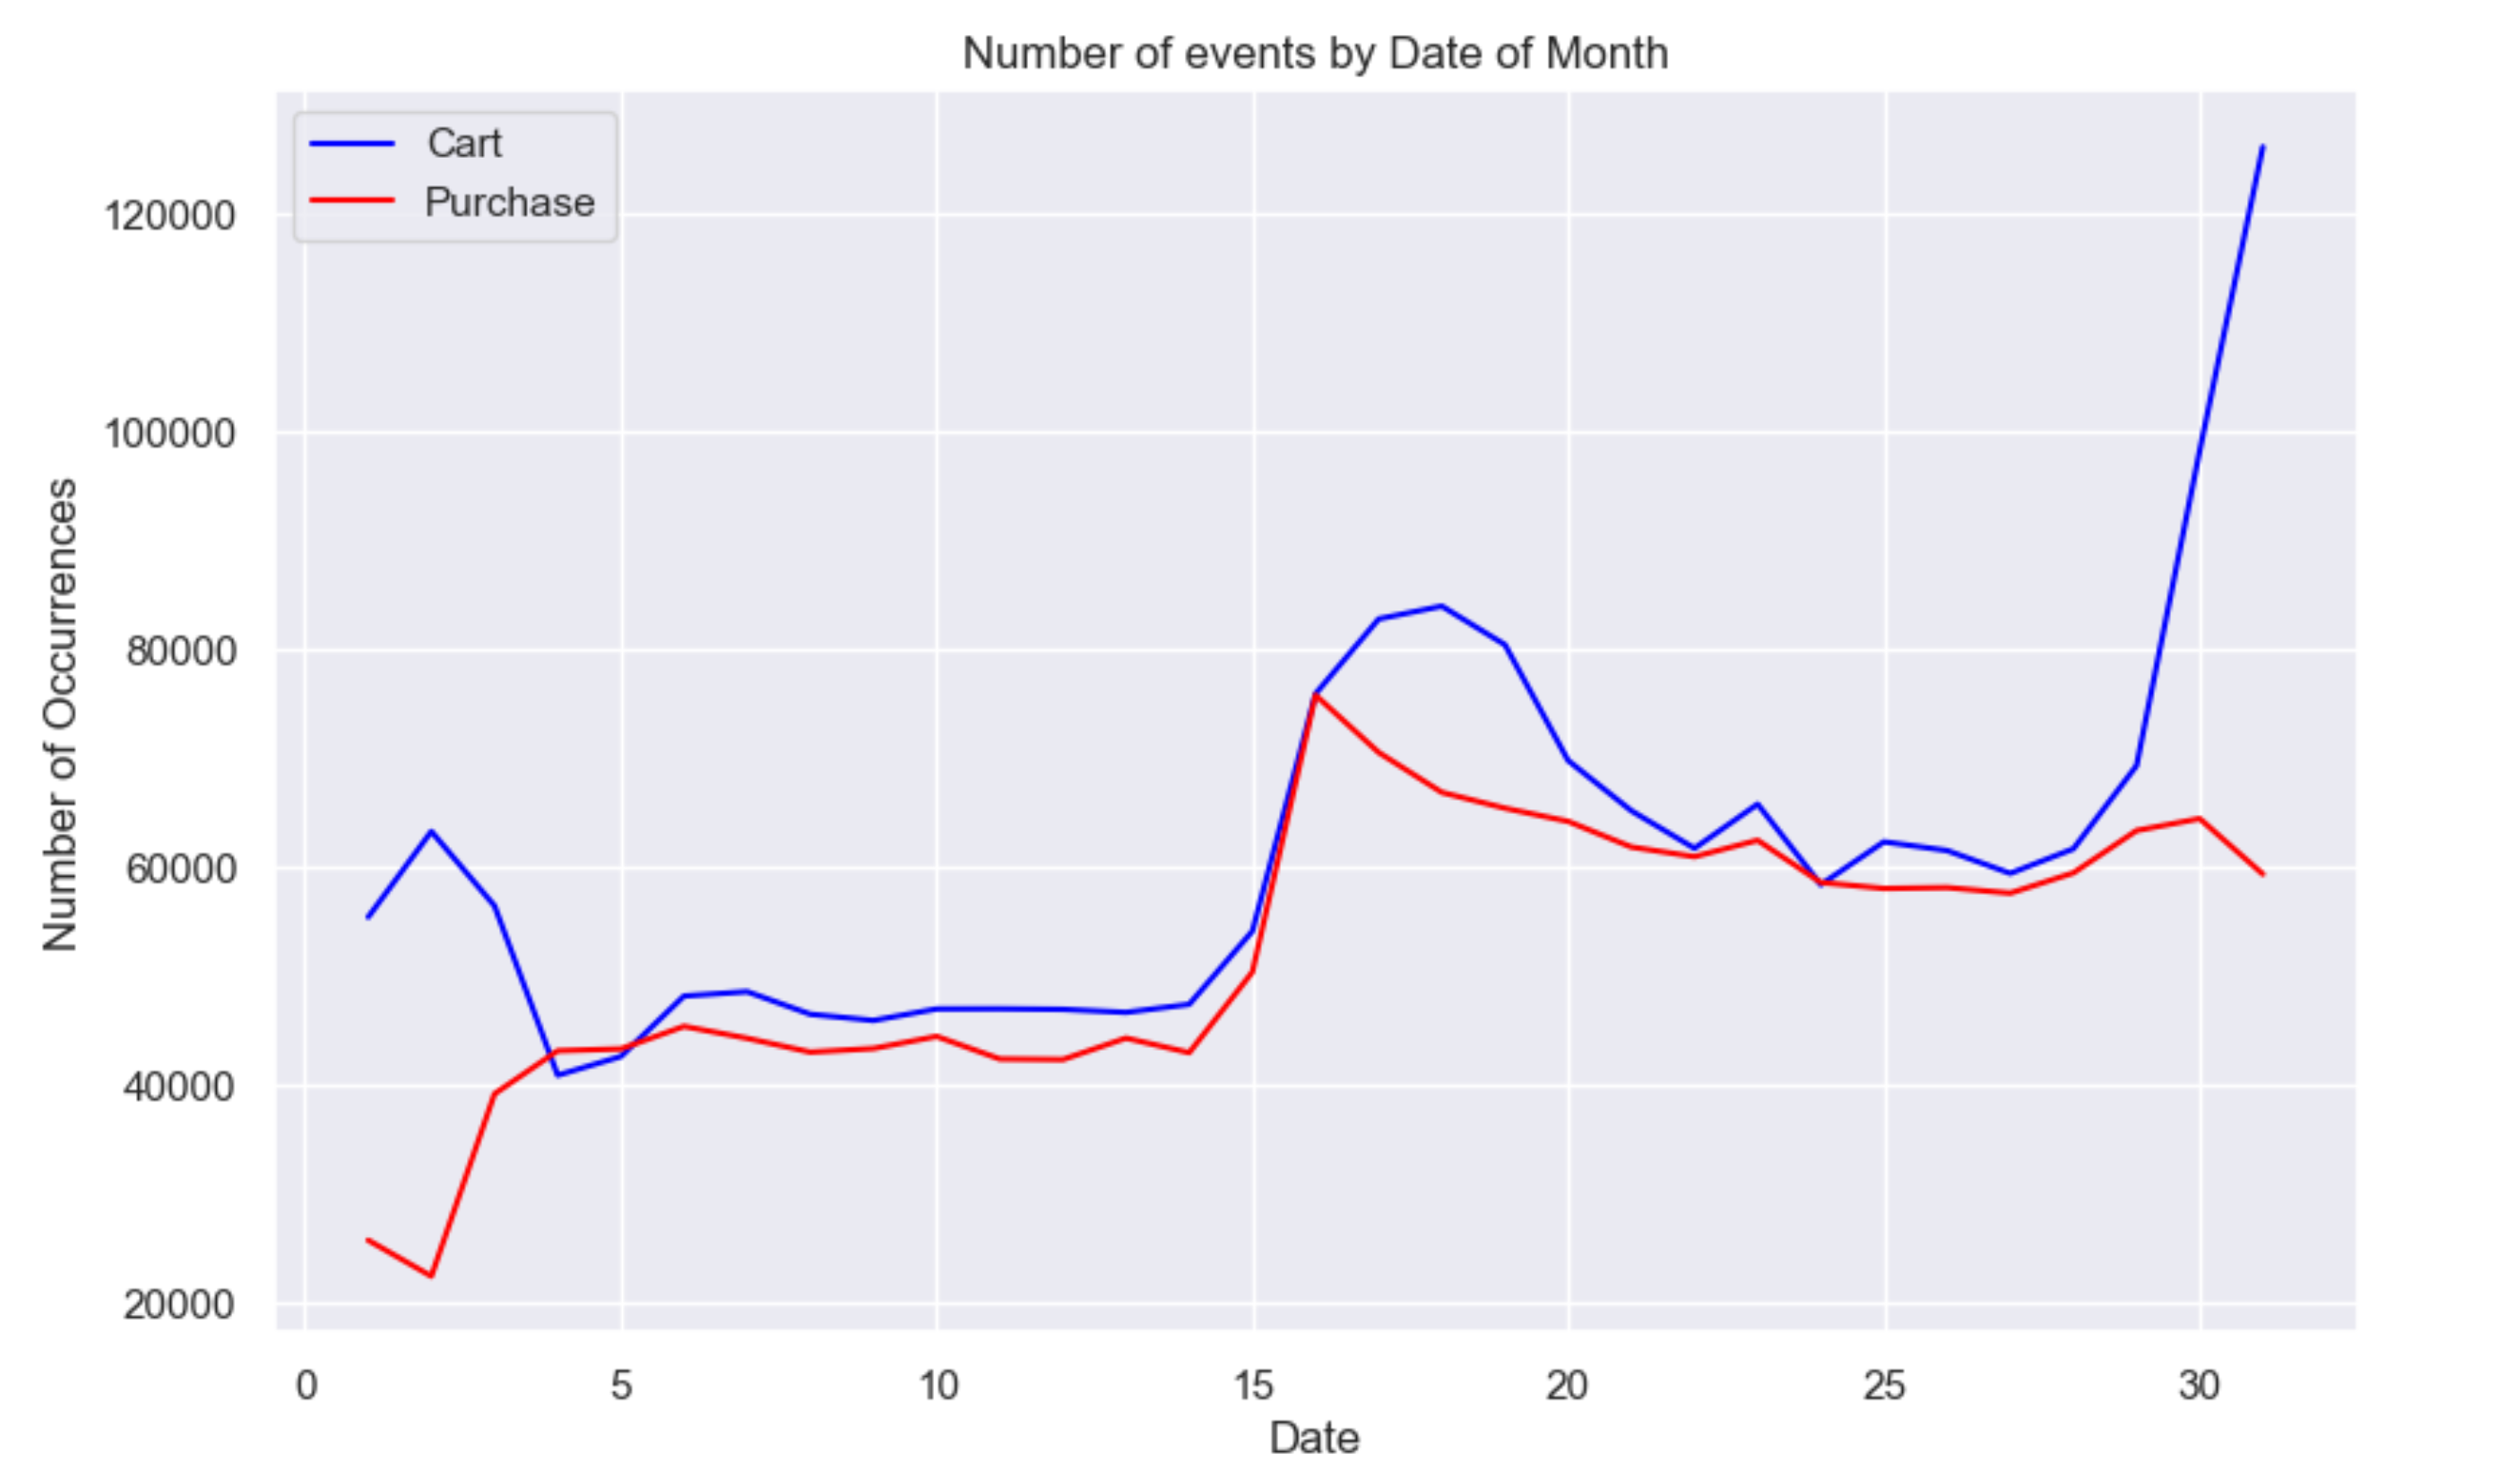 Number of events by Date of Month
Cart
Purchase
120000
100000
80000
60000
40000
20000
Number of Occurrences
0 5 10 15 20 25 30
Date